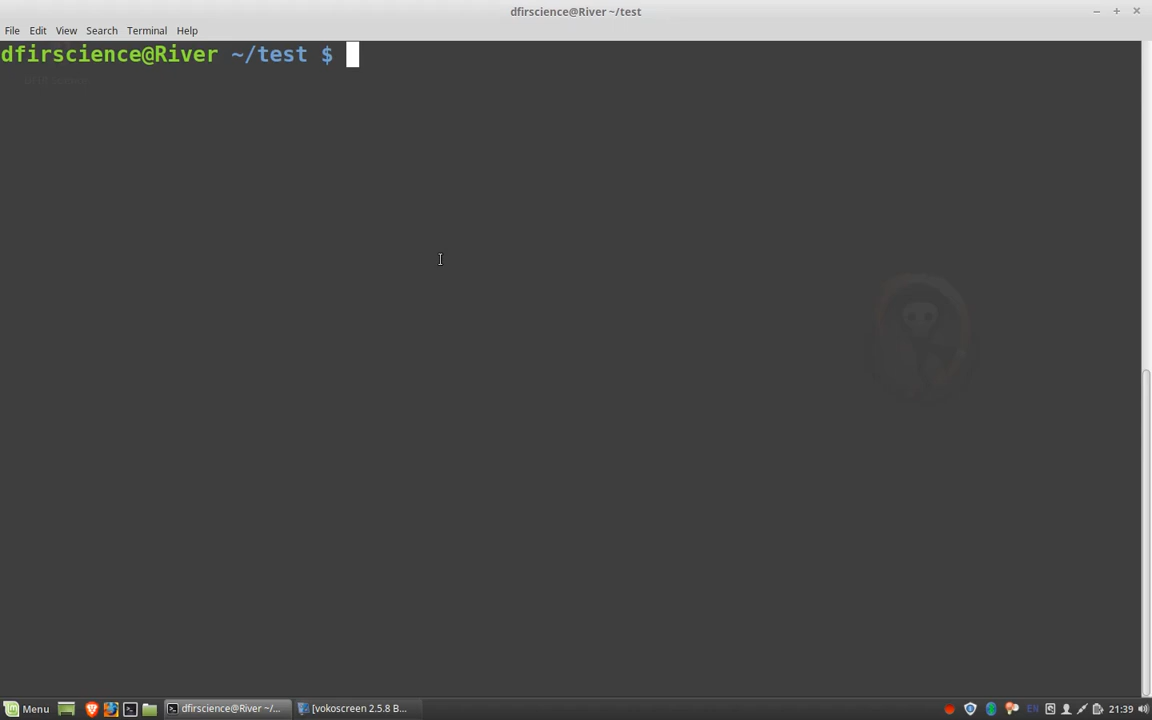 dfirscience@River ~/test
File Edit View Search Terminal Help
dfirscience@River ~/test $
Menu dfirscience@River ~/... [vokoscreen 2.5.8 B... EN 21:39